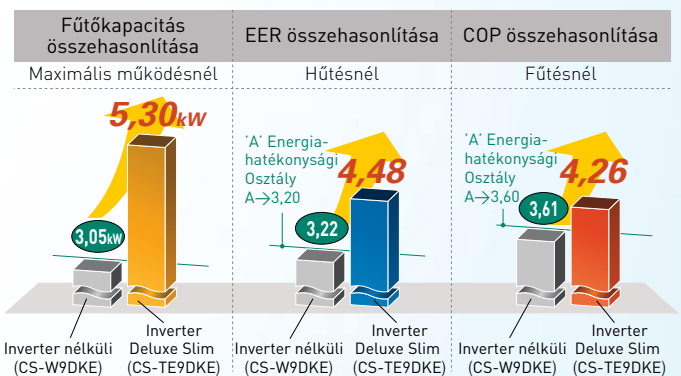 Fűtőkapacitás
összehasonlítása
Maximális működésnél
5,30kW
3,05kW
Inverter nélküli
(CS-W9DKE)
Inverter
Deluxe Slim
(CS-TE9DKE)
EER összehasonlítása
Hűtésnél
'A' Energia-
hatékonysági
Osztály
A→3,20
4,48
3,22
Inverter nélküli
(CS-W9DKE)
Inverter
Deluxe Slim
(CS-TE9DKE)
COP összehasonlítása
Fűtésnél
'A' Energia-
hatékonysági
Osztály
A→3,60
4,26
3,61
Inverter nélküli
(CS-W9DKE)
Inverter
Deluxe Slim
(CS-TE9DKE)